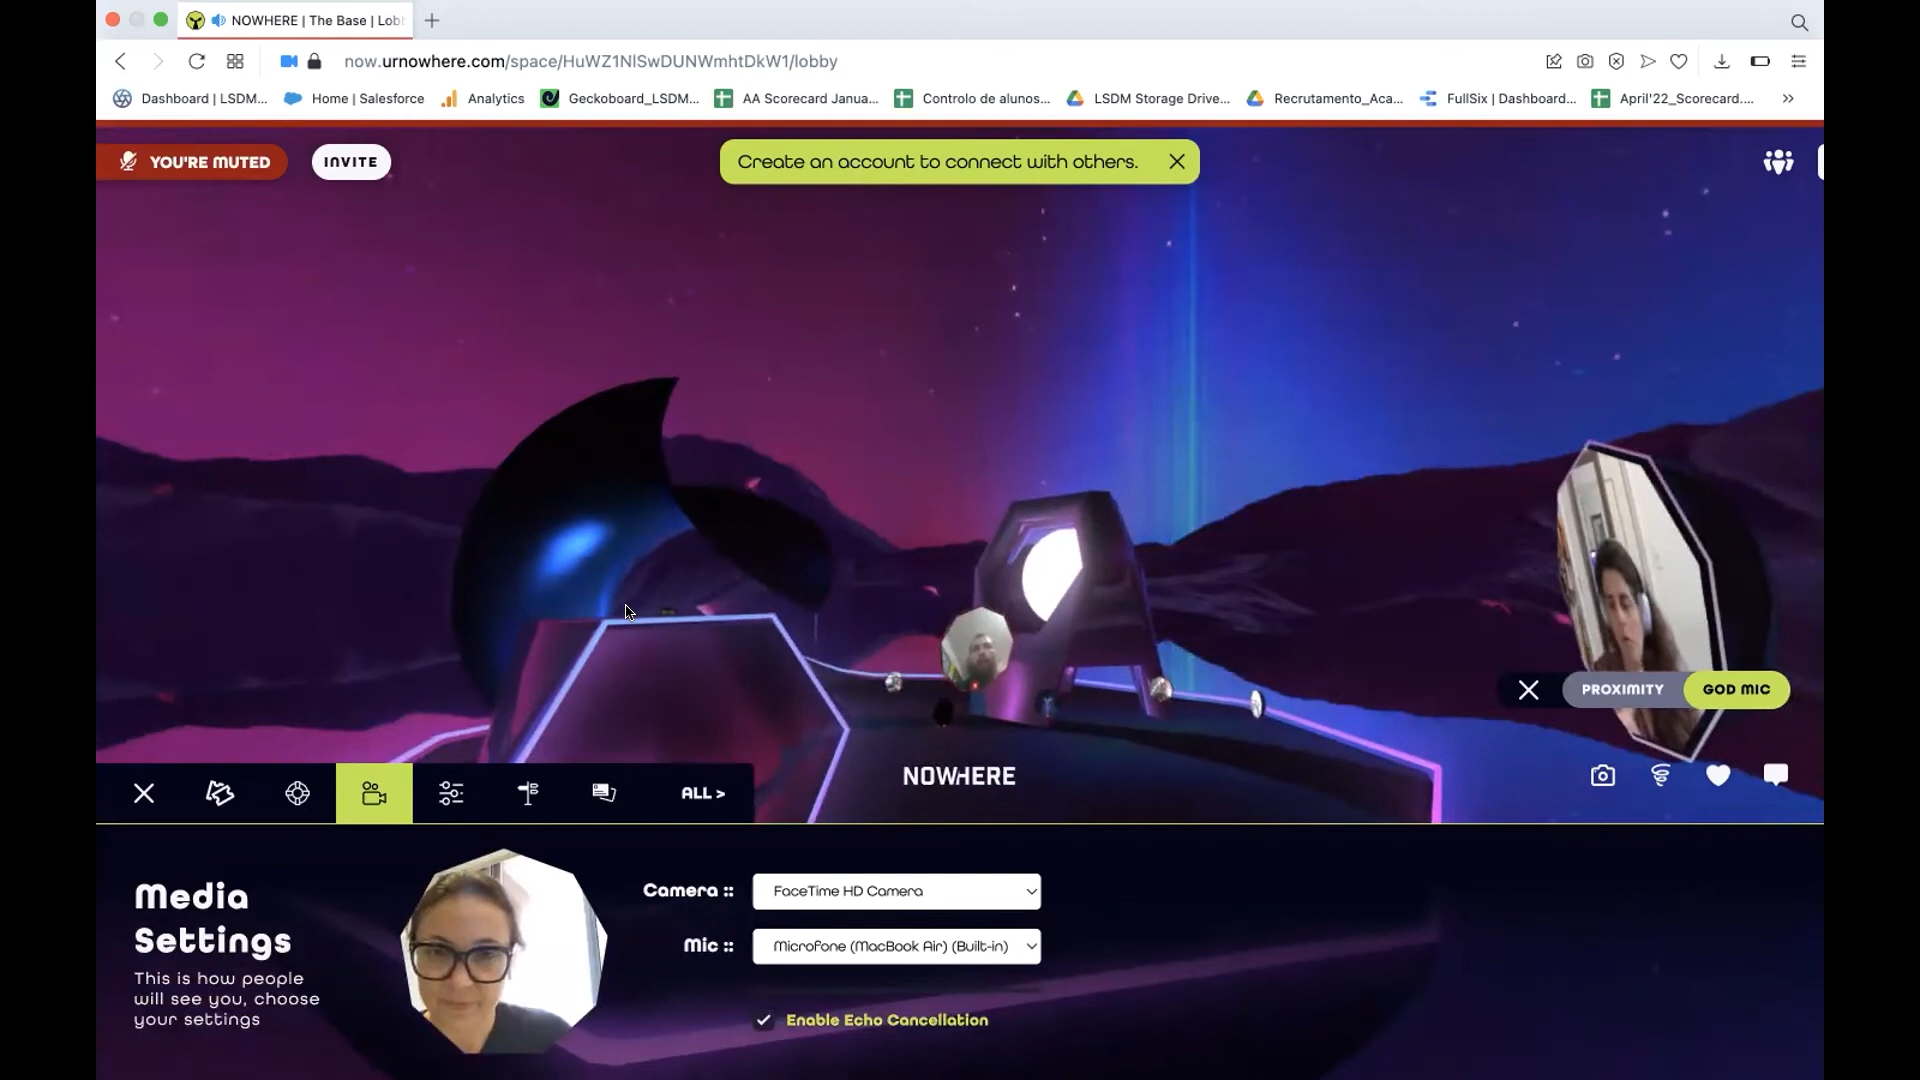 NOWHERE | The Base | Lob
now.urnowhere.com/space/HuWZ1NlSwDUNWmhtDkW1/lobby
Dashboard | LSDM... Home | Salesforce Analytics Geckoboard_LSDM... AA Scorecard Janua... Controlo de alunos... LSDM Storage Drive... Recrutamento_Aca... FullSix | Dashboard... April'22_Scorecard....
YOU'RE MUTED INVITE Create an account to connect with others.
PROXIMITY GOD MIC
ALL > NOWHERE
Media
Settings
This is how people
will see you, choose
your settings
Camera :: FaceTime HD Camera
Mic :: Microfone (MacBook Air) (Built-in)
Enable Echo Cancellation